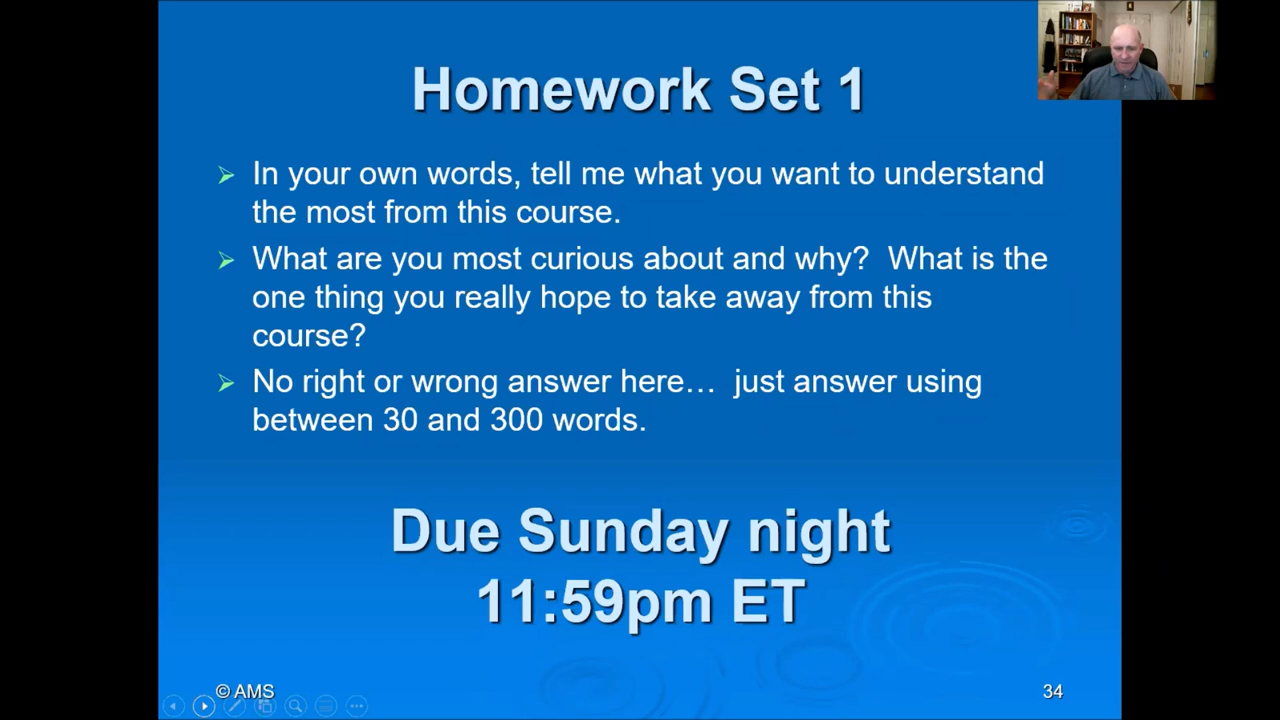 Homework Set 1
In your own words, tell me what you want to understand
the most from this course.
What are you most curious about and why? What is the
one thing you really hope to take away from this
course?
No right or wrong answer here… just answer using
between 30 and 300 words.
Due Sunday night
11:59pm ET
© AMS
34